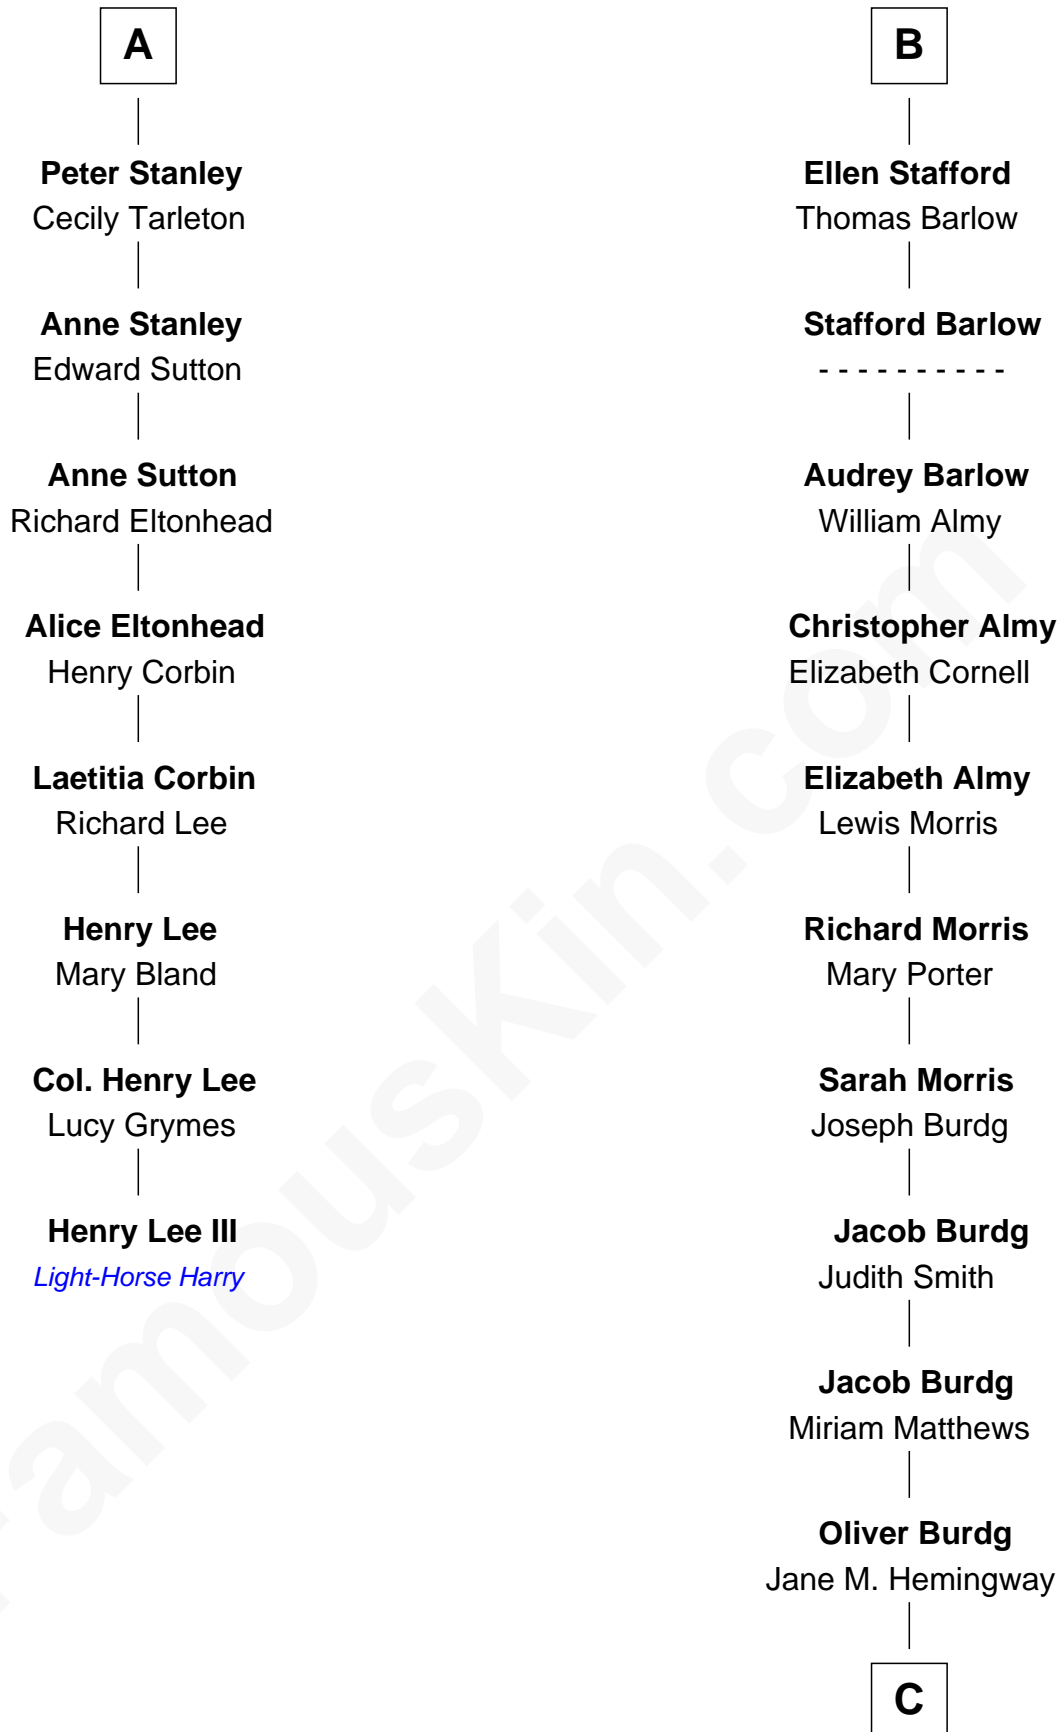 A
Peter Stanley
Cecily Tarleton
Anne Stanley
Edward Sutton
Anne Sutton
Richard Eltonhead
Alice Eltonhead
Henry Corbin
Laetitia Corbin
Richard Lee
Henry Lee
Mary Bland
Col. Henry Lee
Lucy Grymes
Henry Lee III
Light-Horse Harry
B
Ellen Stafford
Thomas Barlow
Stafford Barlow
- - - - - - - - - -
Audrey Barlow
William Almy
Christopher Almy
Elizabeth Cornell
Elizabeth Almy
Lewis Morris
Richard Morris
Mary Porter
Sarah Morris
Joseph Burdg
Jacob Burdg
Judith Smith
Jacob Burdg
Miriam Matthews
Oliver Burdg
Jane M. Hemingway
C
FamousKin.com